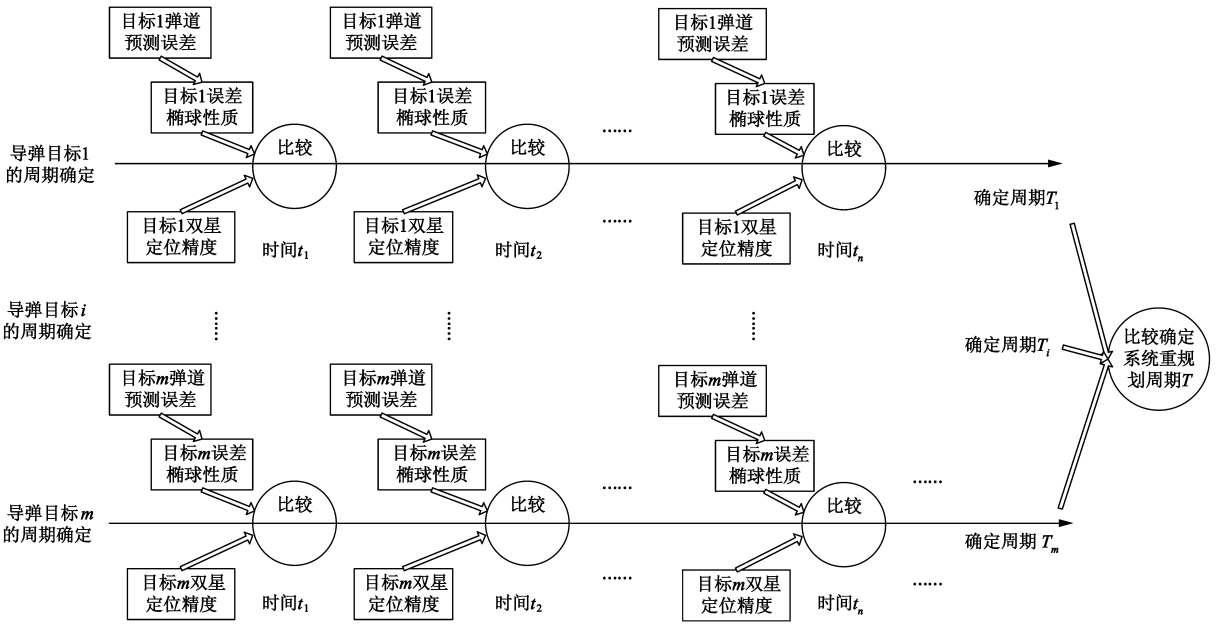 目标1弹道
预测误差
目标1弹道
预测误差
目标1弹道
预测误差
目标1误差
椭球性质
目标1误差
椭球性质
目标1误差
椭球性质
……
导弹目标1
的周期确定
比较
比较
比较
确定周期T1
目标1双星
定位精度
时间t1
目标1双星
定位精度
时间t2
……
目标1双星
定位精度
时间tn
导弹目标i
的周期确定
……
……
……
确定周期Ti
比较确定
系统重规
划周期T
目标m弹道
预测误差
目标m弹道
预测误差
目标m弹道
预测误差
目标m误差
椭球性质
目标m误差
椭球性质
目标m误差
椭球性质
……
……
导弹目标m
的周期确定
比较
比较
比较
确定周期 Tm
目标m双星
定位精度
时间t1
目标m双星
定位精度
时间t2
……
目标m双星
定位精度
时间tn
……